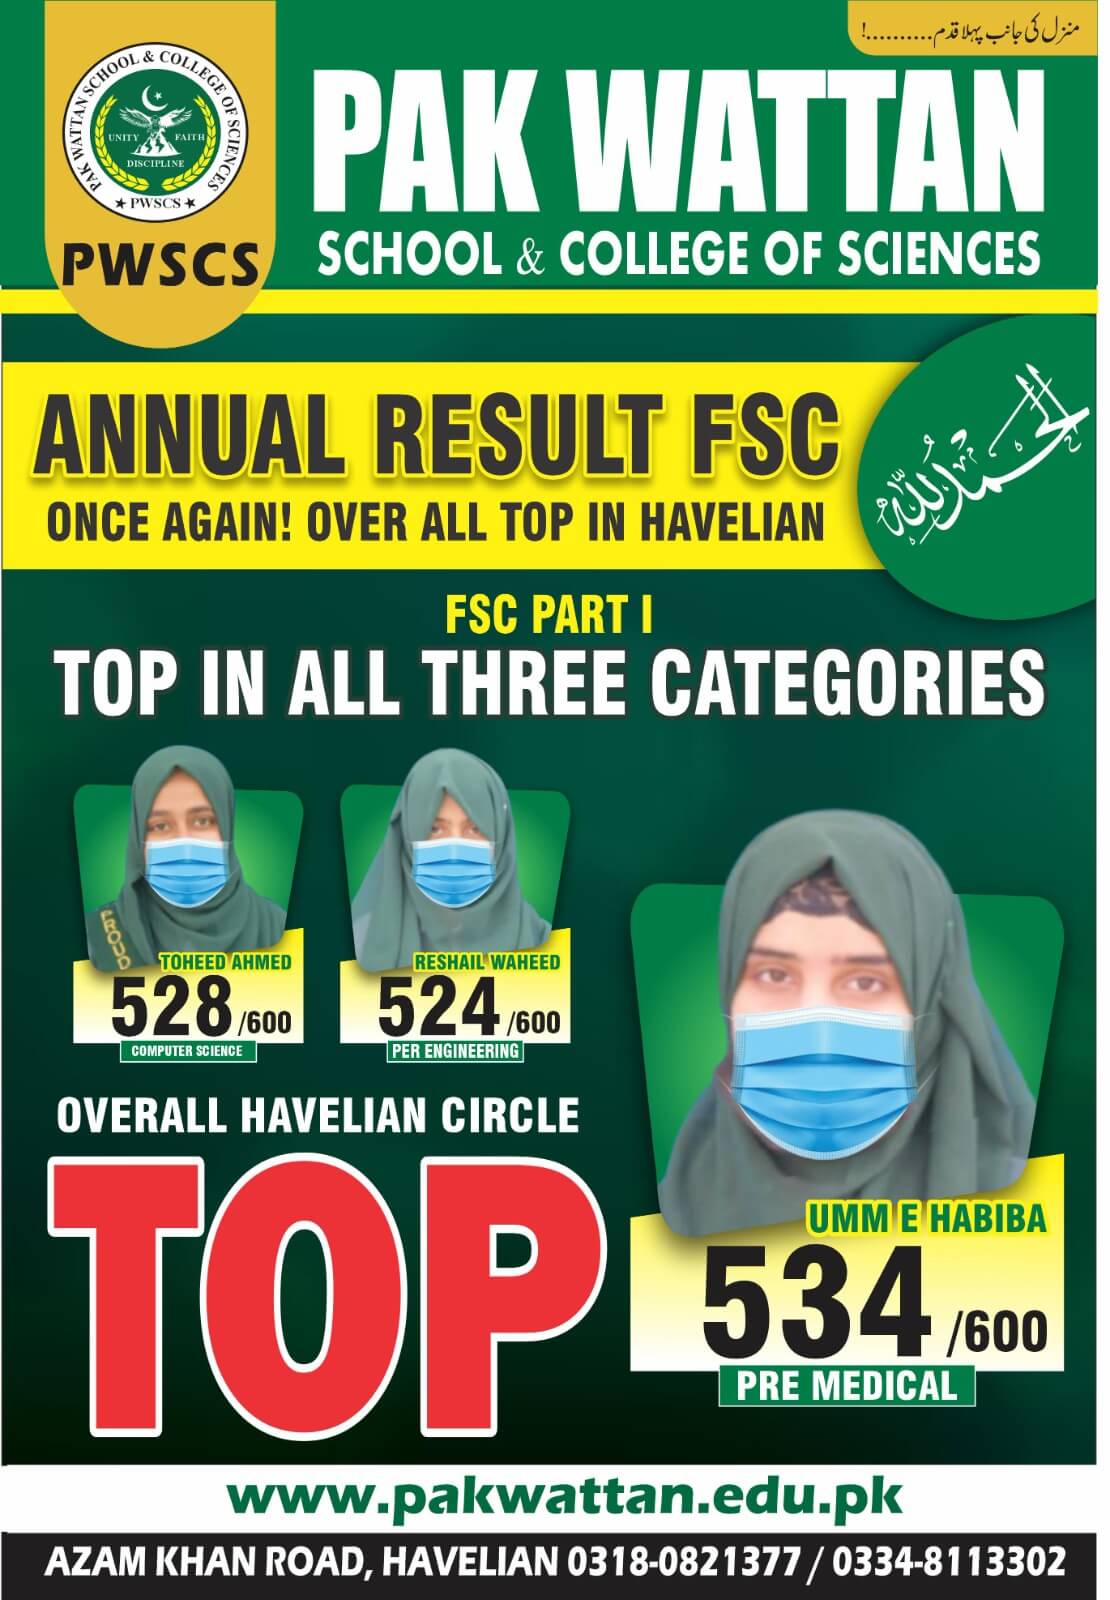 منزل کی جانب پہلا قدم..........!
PAK WATTAN SCHOOL & COLLEGE OF SCIENCES
UNITY FAITH
DISCIPLINE
★ PWSCS ★
PWSCS
PAK WATTAN
SCHOOL & COLLEGE OF SCIENCES
ANNUAL RESULT FSC
ONCE AGAIN! OVER ALL TOP IN HAVELIAN
الحمدللہ
FSC PART I
TOP IN ALL THREE CATEGORIES
PROUD
TOHEED AHMED
528/600
COMPUTER SCIENCE
RESHAIL WAHEED
524/600
PER ENGINEERING
OVERALL HAVELIAN CIRCLE
TOP
UMM E HABIBA
534/600
PRE MEDICAL
www.pakwattan.edu.pk
AZAM KHAN ROAD, HAVELIAN 0318-0821377 / 0334-8113302